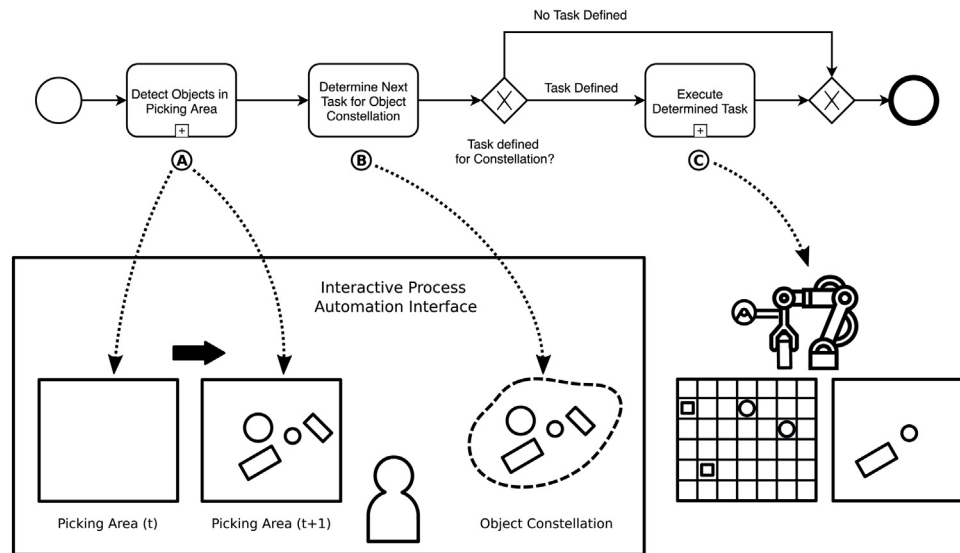 No Task Defined
Detect Objects in
Picking Area
+
Determine Next
Task for Object
Constellation
X
Task Defined
Execute
Determined Task
+
X
Task defined
for Constellation?
A
B
C
Interactive Process
Automation Interface
Picking Area (t)
Picking Area (t+1)
Object Constellation